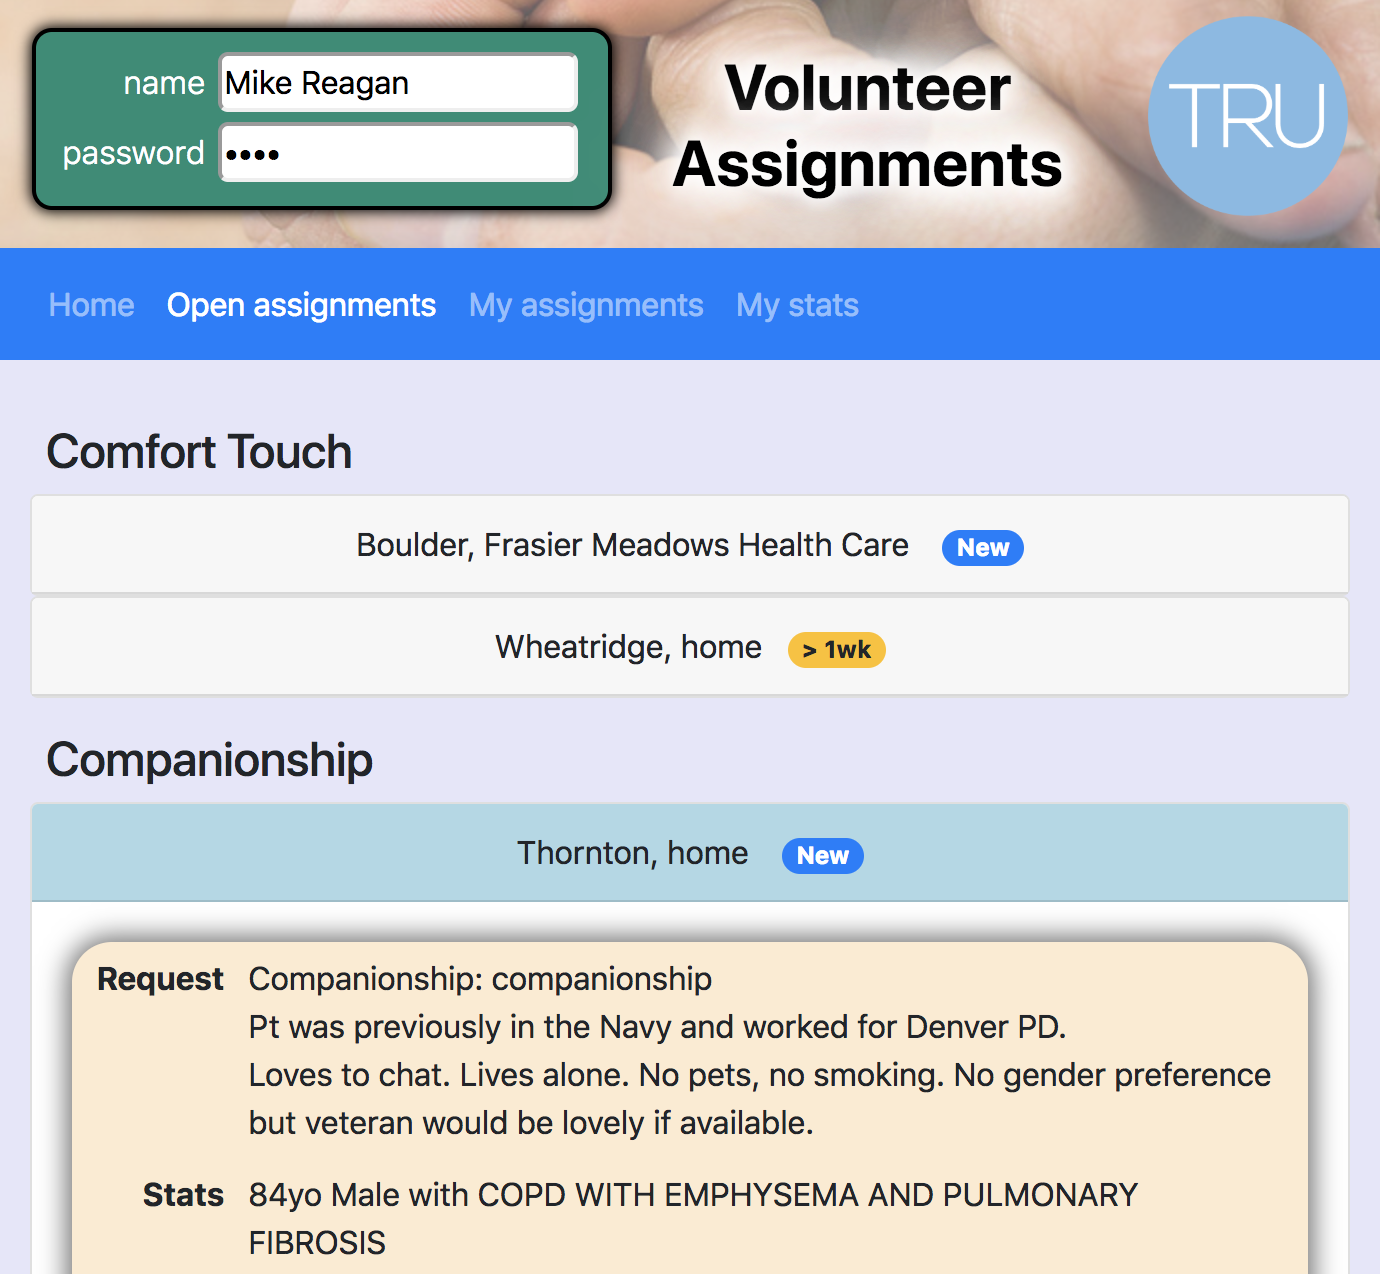 name Mike Reagan
password ••••
Volunteer
Assignments
TRU
Home Open assignments My assignments My stats
Comfort Touch
Boulder, Frasier Meadows Health Care New
Wheatridge, home > 1wk
Companionship
Thornton, home New
Request Companionship: companionship
Pt was previously in the Navy and worked for Denver PD.
Loves to chat. Lives alone. No pets, no smoking. No gender preference
but veteran would be lovely if available.
Stats 84yo Male with COPD WITH EMPHYSEMA AND PULMONARY
FIBROSIS